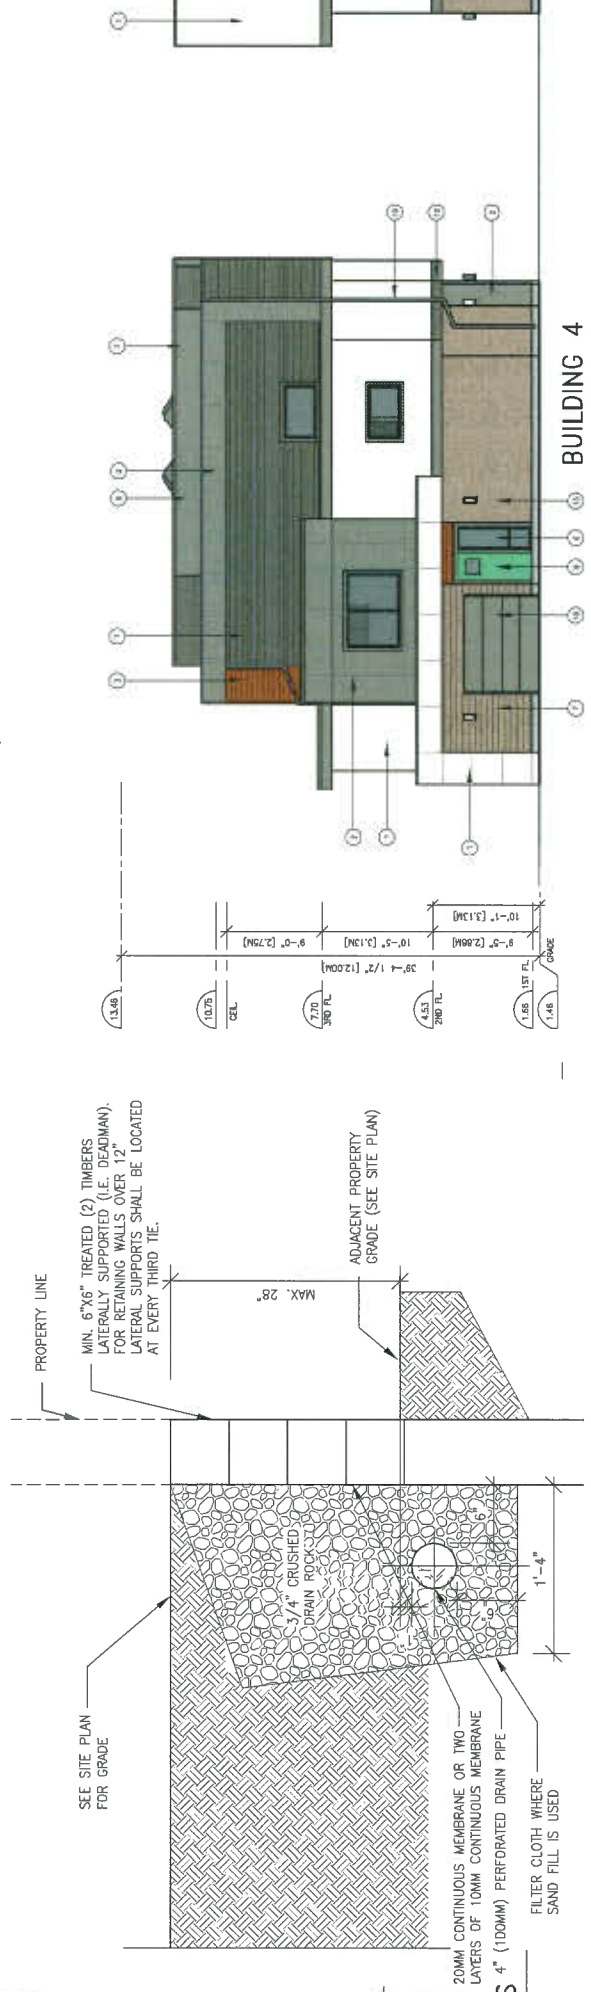 SEE SITE PLAN
FOR GRADE
PROPERTY LINE
MIN. 6"X6" TREATED (2) TIMBERS
LATERALLY SUPPORTED (I.E. DEADMAN).
FOR RETAINING WALLS OVER 12"
LATERAL SUPPORTS SHALL BE LOCATED
AT EVERY THIRD TIE.
3/4" CRUSHED
DRAIN ROCK
MAX. 28"
ADJACENT PROPERTY
GRADE (SEE SITE PLAN)
6"
1'-4"
20MM CONTINUOUS MEMBRANE OR TWO
LAYERS OF 10MM CONTINUOUS MEMBRANE
4" (100MM) PERFORATED DRAIN PIPE
FILTER CLOTH WHERE
SAND FILL IS USED
S
13.46
10.75
CEIL.
7.70
3RD FL.
4.53
2ND FL.
1.66
1ST FL.
1.46
GRADE
39'-4 1/2" [12.00M]
9'-0" [2.75M]
10'-5" [3.13M]
9'-5" [2.88M]
10'-1" [3.13M]
BUILDING 4